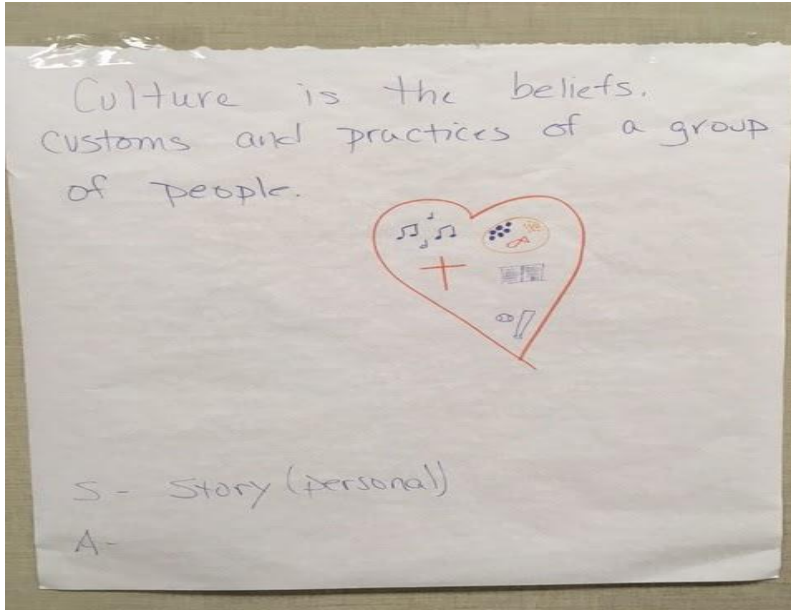 Culture is the beliefs.
customs and practices of a group
of people.
S - Story (personal)
A-